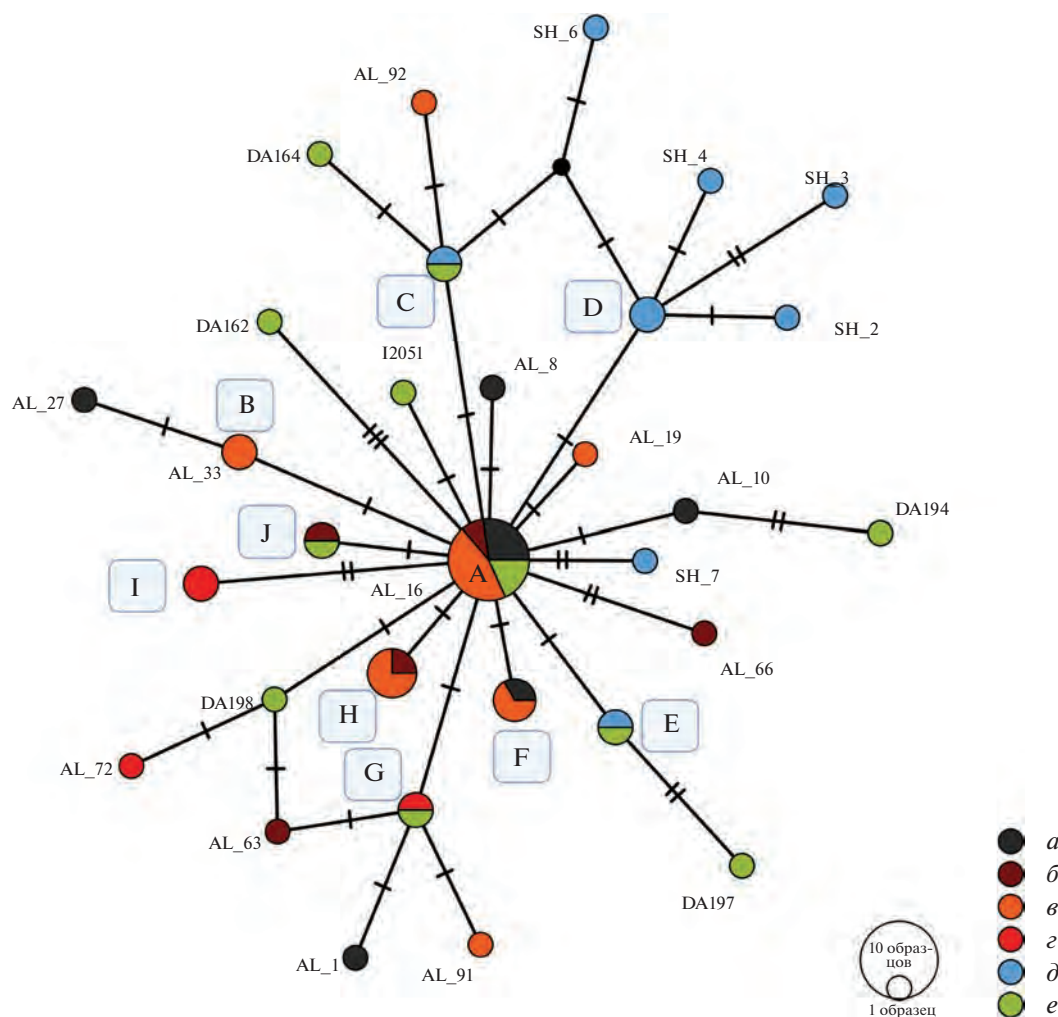 SH_6
AL_92
DA164
SH_4
SH_3
C
D
SH_2
DA162
I2051
AL_8
AL_27
B
AL_19
AL_33
AL_10
DA194
J
A
SH_7
I
AL_16
AL_66
DA198
H
F
E
G
AL_72
AL_63
DA197
AL_1
AL_91
10 образ-
цов
1 образец
а
б
в
г
д
е